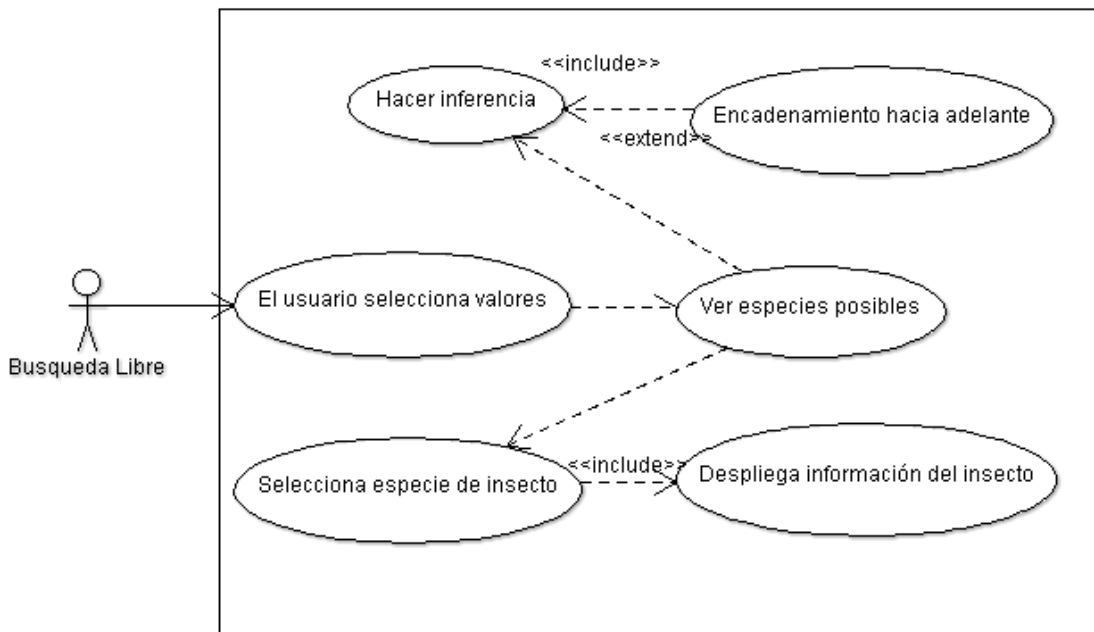 <<include>>
Hacer inferencia
Encadenamiento hacia adelante
<<extend>>
El usuario selecciona valores
Ver especies posibles
Busqueda Libre
<<include>>
Selecciona especie de insecto
Despliega información del insecto